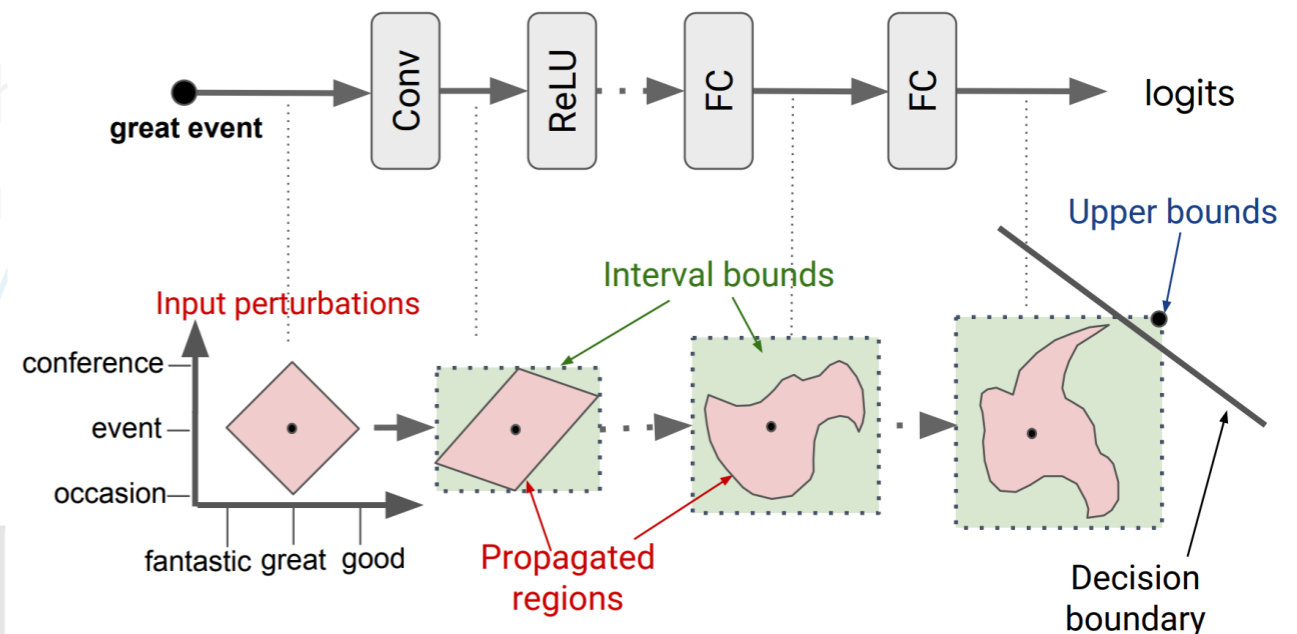 great event
Conv
ReLU
FC
FC
logits
Upper bounds
Interval bounds
Input perturbations
conference
event
occasion
fantastic great good
Propagated
regions
Decision
boundary